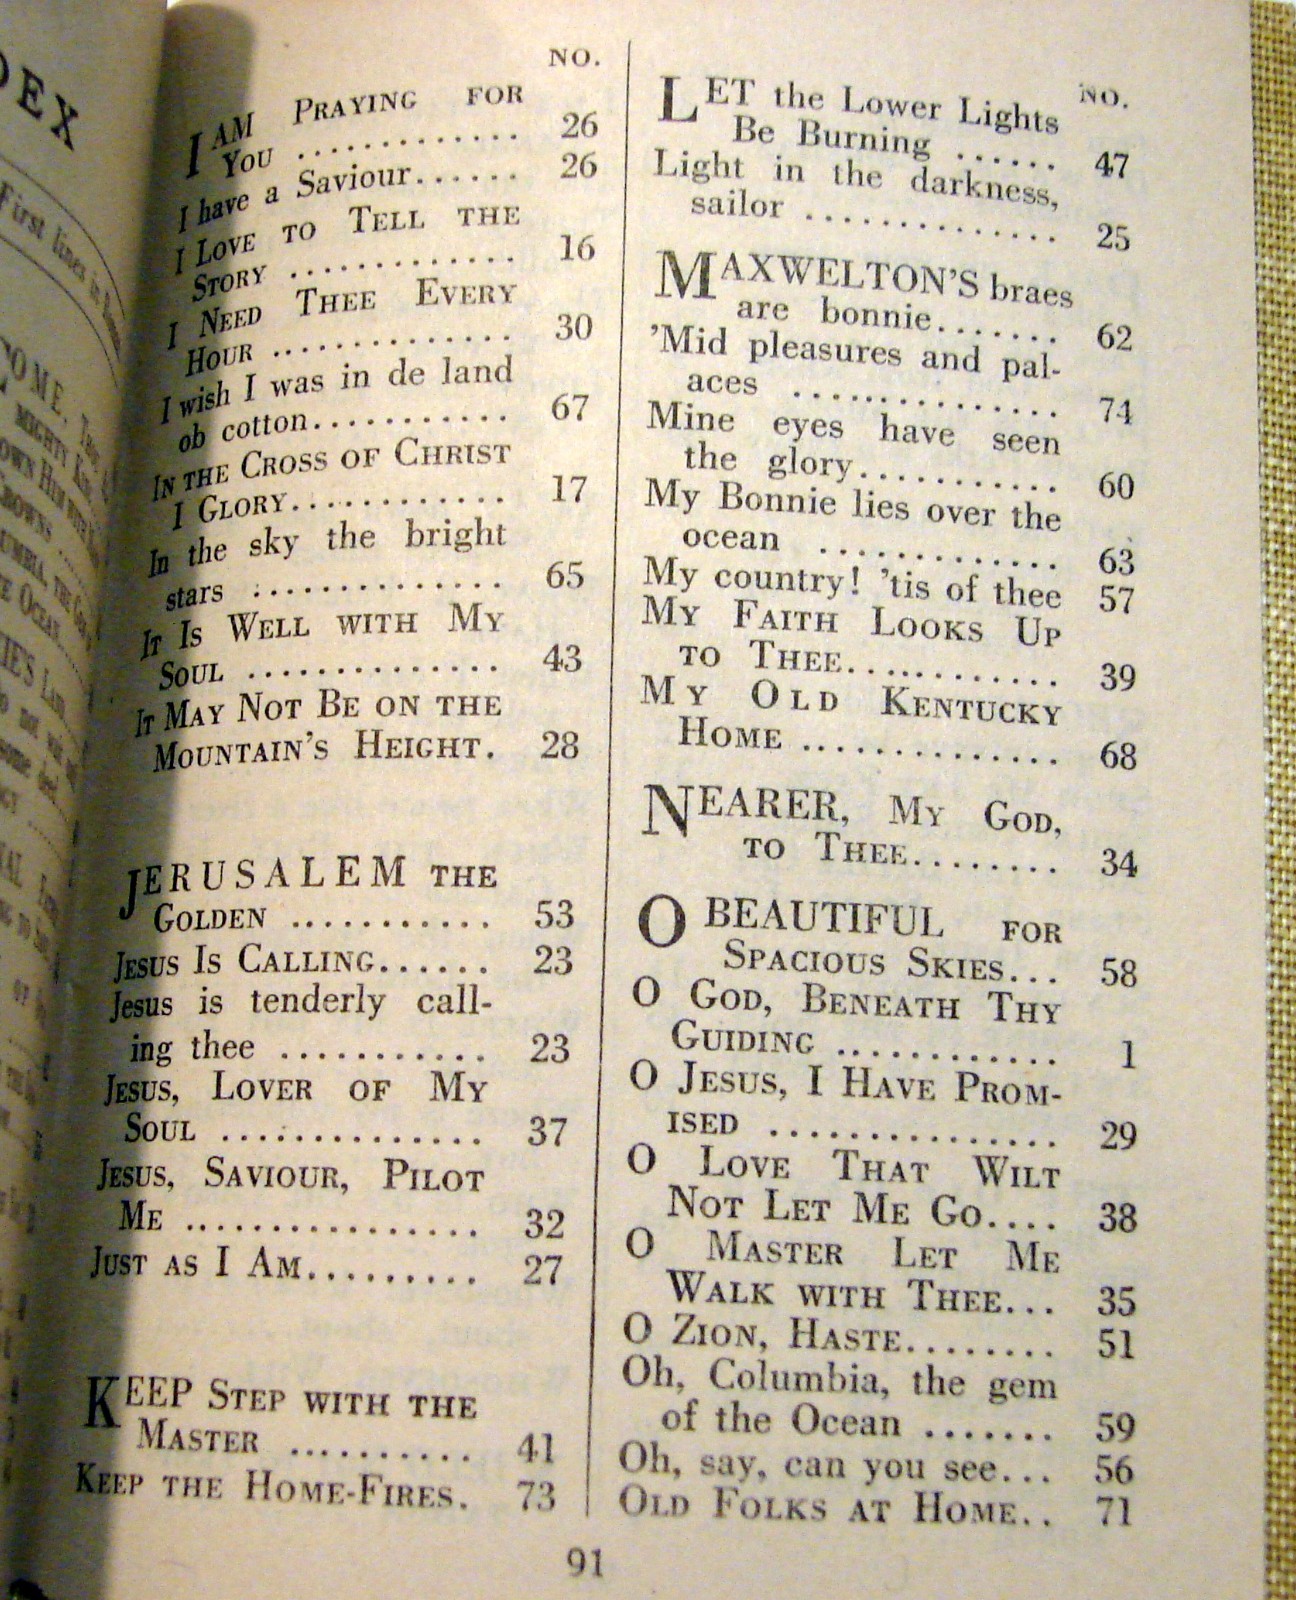 DEX
First lines in
COME, THOU
MIGHTY KING
NO.
I AM PRAYING FOR
YOU ............. 26
I have a Saviour...... 26
I LOVE TO TELL THE
STORY ............. 16
I NEED THEE EVERY
HOUR ............. 30
I wish I was in de land
ob cotton........... 67
IN THE CROSS OF CHRIST
I GLORY............ 17
In the sky the bright
stars .............. 65
IT IS WELL WITH MY
SOUL .............. 43
IT MAY NOT BE ON THE
MOUNTAIN'S HEIGHT. 28
JERUSALEM THE
GOLDEN ........... 53
JESUS IS CALLING...... 23
Jesus is tenderly call-
ing thee ........... 23
JESUS, LOVER OF MY
SOUL .............. 37
JESUS, SAVIOUR, PILOT
ME ................ 32
JUST AS I AM......... 27
KEEP STEP WITH THE
MASTER .......... 41
KEEP THE HOME-FIRES. 73
NO.
LET the Lower Lights
Be Burning ...... 47
Light in the darkness,
sailor ............. 25
MAXWELTON'S braes
are bonnie....... 62
'Mid pleasures and pal-
aces .............. 74
Mine eyes have seen
the glory........... 60
My Bonnie lies over the
ocean ............. 63
My country! 'tis of thee 57
MY FAITH LOOKS UP
TO THEE............ 39
MY OLD KENTUCKY
HOME .............. 68
NEARER, MY GOD,
TO THEE........ 34
O BEAUTIFUL FOR
SPACIOUS SKIES... 58
O GOD, BENEATH THY
GUIDING ............ 1
O JESUS, I HAVE PROM-
ISED ............... 29
O LOVE THAT WILT
NOT LET ME GO.... 38
O MASTER LET ME
WALK WITH THEE... 35
O ZION, HASTE........ 51
Oh, Columbia, the gem
of the Ocean ....... 59
Oh, say, can you see... 56
OLD FOLKS AT HOME.. 71
91